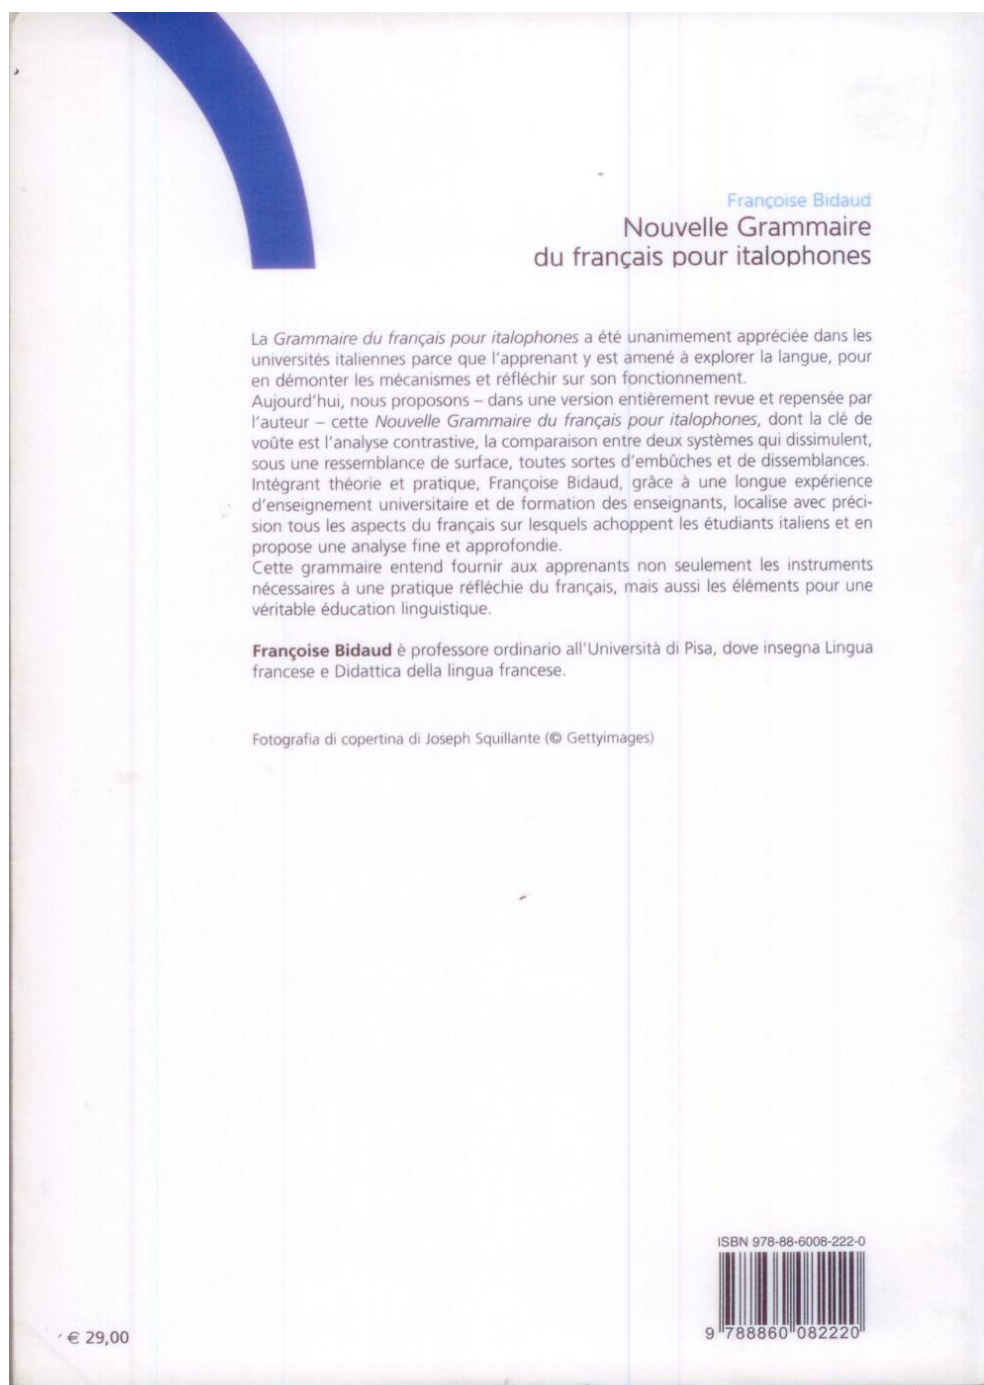 Françoise Bidaud
Nouvelle Grammaire
du français pour italophones
La Grammaire du français pour italophones a été unanimement appréciée dans les
universités italiennes parce que l'apprenant y est amené à explorer la langue, pour
en démonter les mécanismes et réfléchir sur son fonctionnement.
Aujourd'hui, nous proposons – dans une version entièrement revue et repensée par
l'auteur – cette Nouvelle Grammaire du français pour italophones, dont la clé de
voûte est l'analyse contrastive, la comparaison entre deux systèmes qui dissimulent,
sous une ressemblance de surface, toutes sortes d'embûches et de dissemblances.
Intégrant théorie et pratique, Françoise Bidaud, grâce à une longue expérience
d'enseignement universitaire et de formation des enseignants, localise avec préci-
sion tous les aspects du français sur lesquels achoppent les étudiants italiens et en
propose une analyse fine et approfondie.
Cette grammaire entend fournir aux apprenants non seulement les instruments
nécessaires à une pratique réfléchie du français, mais aussi les éléments pour une
véritable éducation linguistique.
Françoise Bidaud è professore ordinario all'Università di Pisa, dove insegna Lingua
francese e Didattica della lingua francese.
Fotografia di copertina di Joseph Squillante (© Gettyimages)
ISBN 978-88-6008-222-0
9 788860 082220
€ 29,00